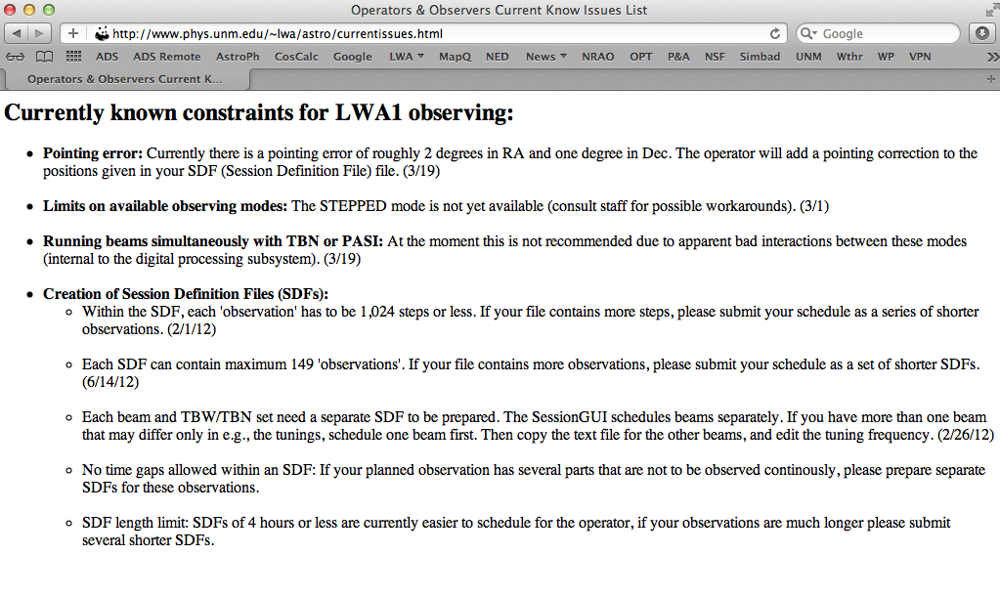 Operators & Observers Current Know Issues List
http://www.phys.unm.edu/~lwa/astro/currentissues.html
Google
ADS ADS Remote AstroPh CosCalc Google LWA MapQ NED News NRAO OPT P&A NSF Simbad UNM Wthr WP VPN
Operators & Observers Current K...
Currently known constraints for LWA1 observing:
Pointing error: Currently there is a pointing error of roughly 2 degrees in RA and one degree in Dec. The operator will add a pointing correction to the
positions given in your SDF (Session Definition File) file. (3/19)
Limits on available observing modes: The STEPPED mode is not yet available (consult staff for possible workarounds). (3/1)
Running beams simultaneously with TBN or PASI: At the moment this is not recommended due to apparent bad interactions between these modes
(internal to the digital processing subsystem). (3/19)
Creation of Session Definition Files (SDFs):
Within the SDF, each 'observation' has to be 1,024 steps or less. If your file contains more steps, please submit your schedule as a series of shorter
observations. (2/1/12)
Each SDF can contain maximum 149 'observations'. If your file contains more observations, please submit your schedule as a set of shorter SDFs.
(6/14/12)
Each beam and TBW/TBN set need a separate SDF to be prepared. The SessionGUI schedules beams separately. If you have more than one beam
that may differ only in e.g., the tunings, schedule one beam first. Then copy the text file for the other beams, and edit the tuning frequency. (2/26/12)
No time gaps allowed within an SDF: If your planned observation has several parts that are not to be observed continously, please prepare separate
SDFs for these observations.
SDF length limit: SDFs of 4 hours or less are currently easier to schedule for the operator, if your observations are much longer please submit
several shorter SDFs.